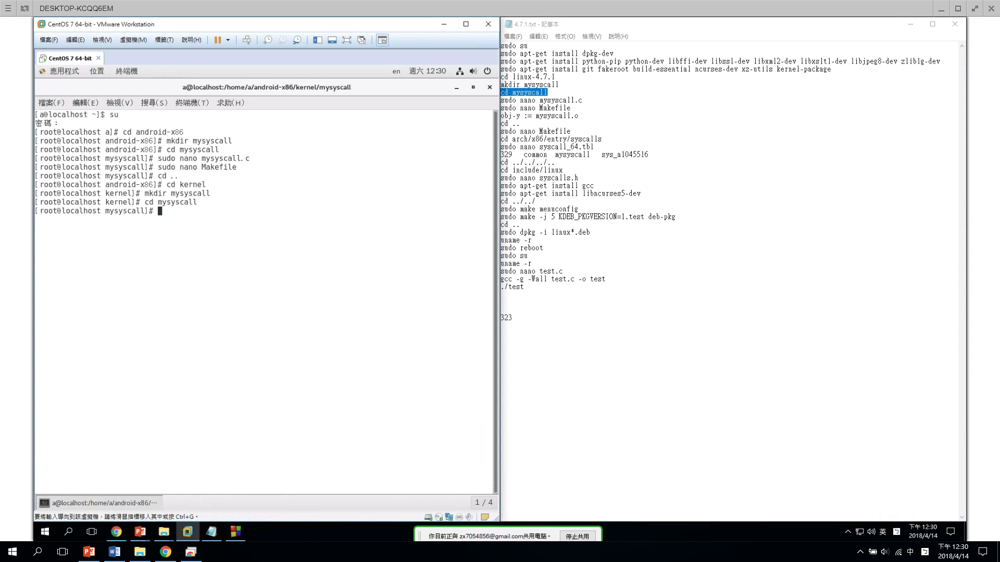 DESKTOP-KCQQ6EM
CentOS 7 64-bit - VMware Workstation
檔案(F) 編輯(E) 檢視(V) 虛擬機(M) 標籤(T) 說明(H)
CentOS 7 64-bit
應用程式 位置 終端機 en 週六 12:30
a@localhost:/home/a/android-x86/kernel/mysyscall
檔案(F) 編輯(E) 檢視(V) 搜尋(S) 終端機(T) 求助(H)
[a@localhost ~]$ su
密碼：
[root@localhost a]# cd android-x86
[root@localhost android-x86]# mkdir mysyscall
[root@localhost android-x86]# cd mysyscall
[root@localhost mysyscall]# sudo nano mysyscall.c
[root@localhost mysyscall]# sudo nano Makefile
[root@localhost mysyscall]# cd ..
[root@localhost android-x86]# cd kernel
[root@localhost kernel]# mkdir mysyscall
[root@localhost kernel]# cd mysyscall
[root@localhost mysyscall]#
a@localhost:/home/a/android-x86/···
1 / 4
要將輸入導向到該虛擬機，請將滑鼠指標移入其中或按 Ctrl+G。
4.7.1.txt - 記事本
檔案(F) 編輯(E) 格式(O) 檢視(V) 說明(H)
sudo su
sudo apt-get install dpkg-dev
sudo apt-get install python-pip python-dev libffi-dev libssl-dev libxml2-dev libxslt1-dev libjpeg8-dev zlib1g-dev
sudo apt-get install git fakeroot build-essential ncurses-dev xz-utils kernel-package
cd linux-4.7.1
mkdir mysyscall
cd mysyscall
sudo nano mysyscall.c
sudo nano Makefile
obj-y := mysyscall.o
cd ..
sudo nano Makefile
cd arch/x86/entry/syscalls
sudo nano syscall_64.tbl
329 common mysyscall sys_a1045516
cd ../../../..
cd include/linux
sudo nano syscalls.h
sudo apt-get install gcc
sudo apt-get install libncurses5-dev
cd ../../
sudo make menuconfig
sudo make -j 5 KDEB_PKGVERSION=1.test deb-pkg
cd ..
sudo dpkg -i linux*.deb
uname -r
sudo reboot
sudo su
uname -r
sudo nano test.c
gcc -g -Wall test.c -o test
./test
323
你目前正與 zx7054856@gmail.com共用電腦。 停止共用
英
下午 12:30
2018/4/14
中
下午 12:30
2018/4/14